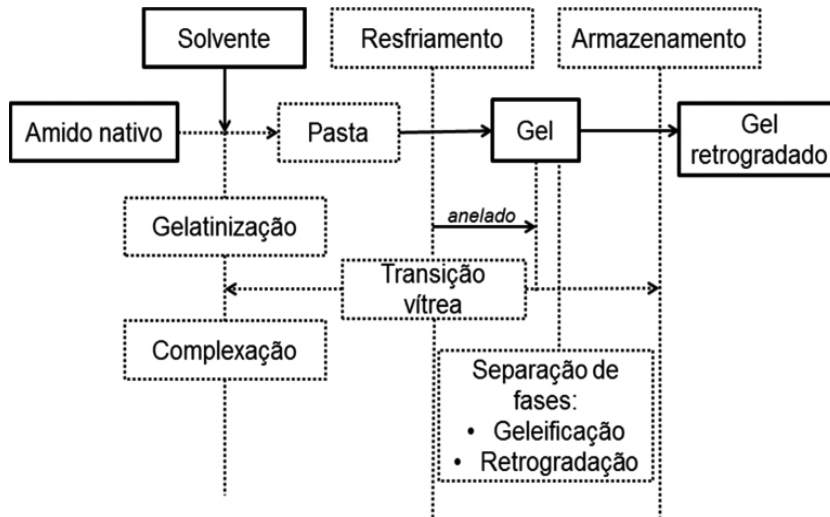 Solvente
Resfriamento
Armazenamento
Amido nativo
Pasta
Gel
Gel
retrogradado
Gelatinização
anelado
Transição
vítrea
Complexação
Separação de
fases:
• Geleificação
• Retrogradação